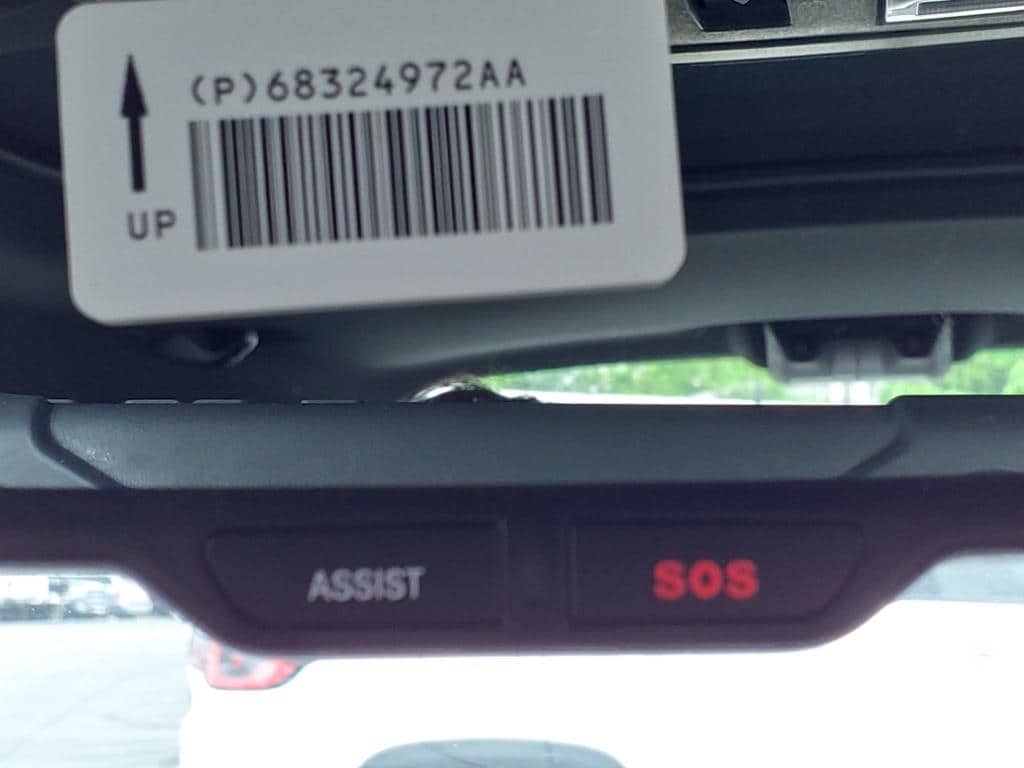 (P)68324972AA
UP
ASSIST
SOS